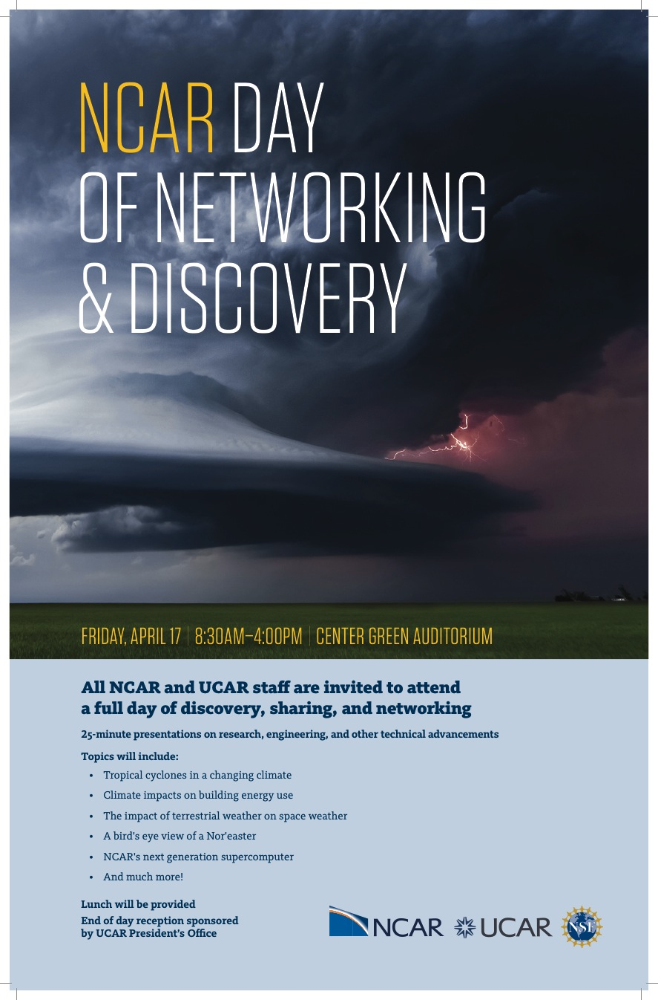 NCAR DAY
OF NETWORKING
& DISCOVERY
FRIDAY, APRIL 17 | 8:30AM–4:00PM | CENTER GREEN AUDITORIUM
All NCAR and UCAR staff are invited to attend
a full day of discovery, sharing, and networking
25-minute presentations on research, engineering, and other technical advancements
Topics will include:
• Tropical cyclones in a changing climate
• Climate impacts on building energy use
• The impact of terrestrial weather on space weather
• A bird's eye view of a Nor'easter
• NCAR's next generation supercomputer
• And much more!
Lunch will be provided
End of day reception sponsored
by UCAR President’s Office
NCAR UCAR NSF